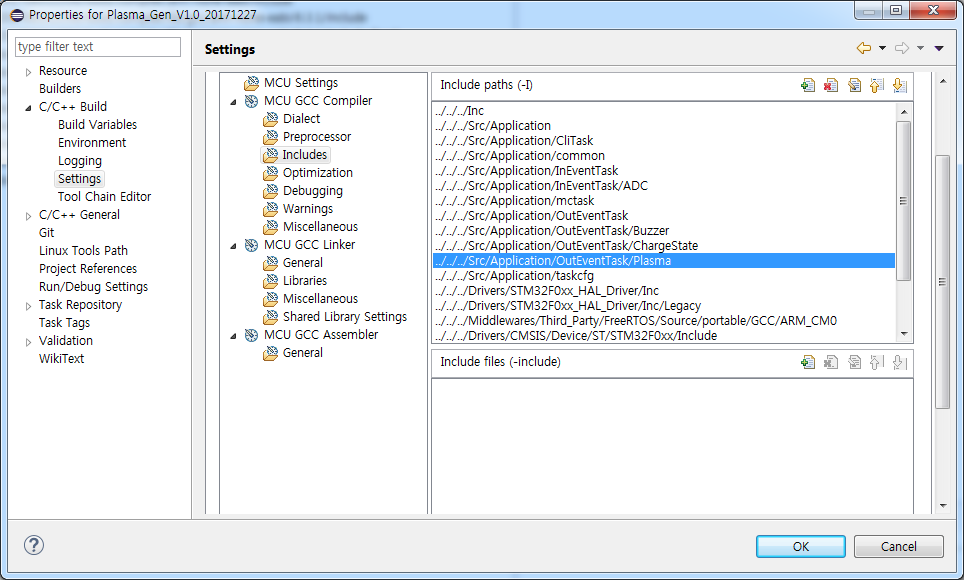 Properties for Plasma_Gen_V1.0_20171227
type filter text
Resource
Builders
C/C++ Build
Build Variables
Environment
Logging
Settings
Tool Chain Editor
C/C++ General
Git
Linux Tools Path
Project References
Run/Debug Settings
Task Repository
Task Tags
Validation
WikiText
Settings
MCU Settings
MCU GCC Compiler
Dialect
Preprocessor
Includes
Optimization
Debugging
Warnings
Miscellaneous
MCU GCC Linker
General
Libraries
Miscellaneous
Shared Library Settings
MCU GCC Assembler
General
Include paths (-I)
../../../Inc
../../../Src/Application
../../../Src/Application/CliTask
../../../Src/Application/common
../../../Src/Application/InEventTask
../../../Src/Application/InEventTask/ADC
../../../Src/Application/mctask
../../../Src/Application/OutEventTask
../../../Src/Application/OutEventTask/Buzzer
../../../Src/Application/OutEventTask/ChargeState
../../../Src/Application/OutEventTask/Plasma
../../../Src/Application/taskcfg
../../../Drivers/STM32F0xx_HAL_Driver/Inc
../../../Drivers/STM32F0xx_HAL_Driver/Inc/Legacy
../../../Middlewares/Third_Party/FreeRTOS/Source/portable/GCC/ARM_CM0
../../../Drivers/CMSIS/Device/ST/STM32F0xx/Include
Include files (-include)
OK
Cancel